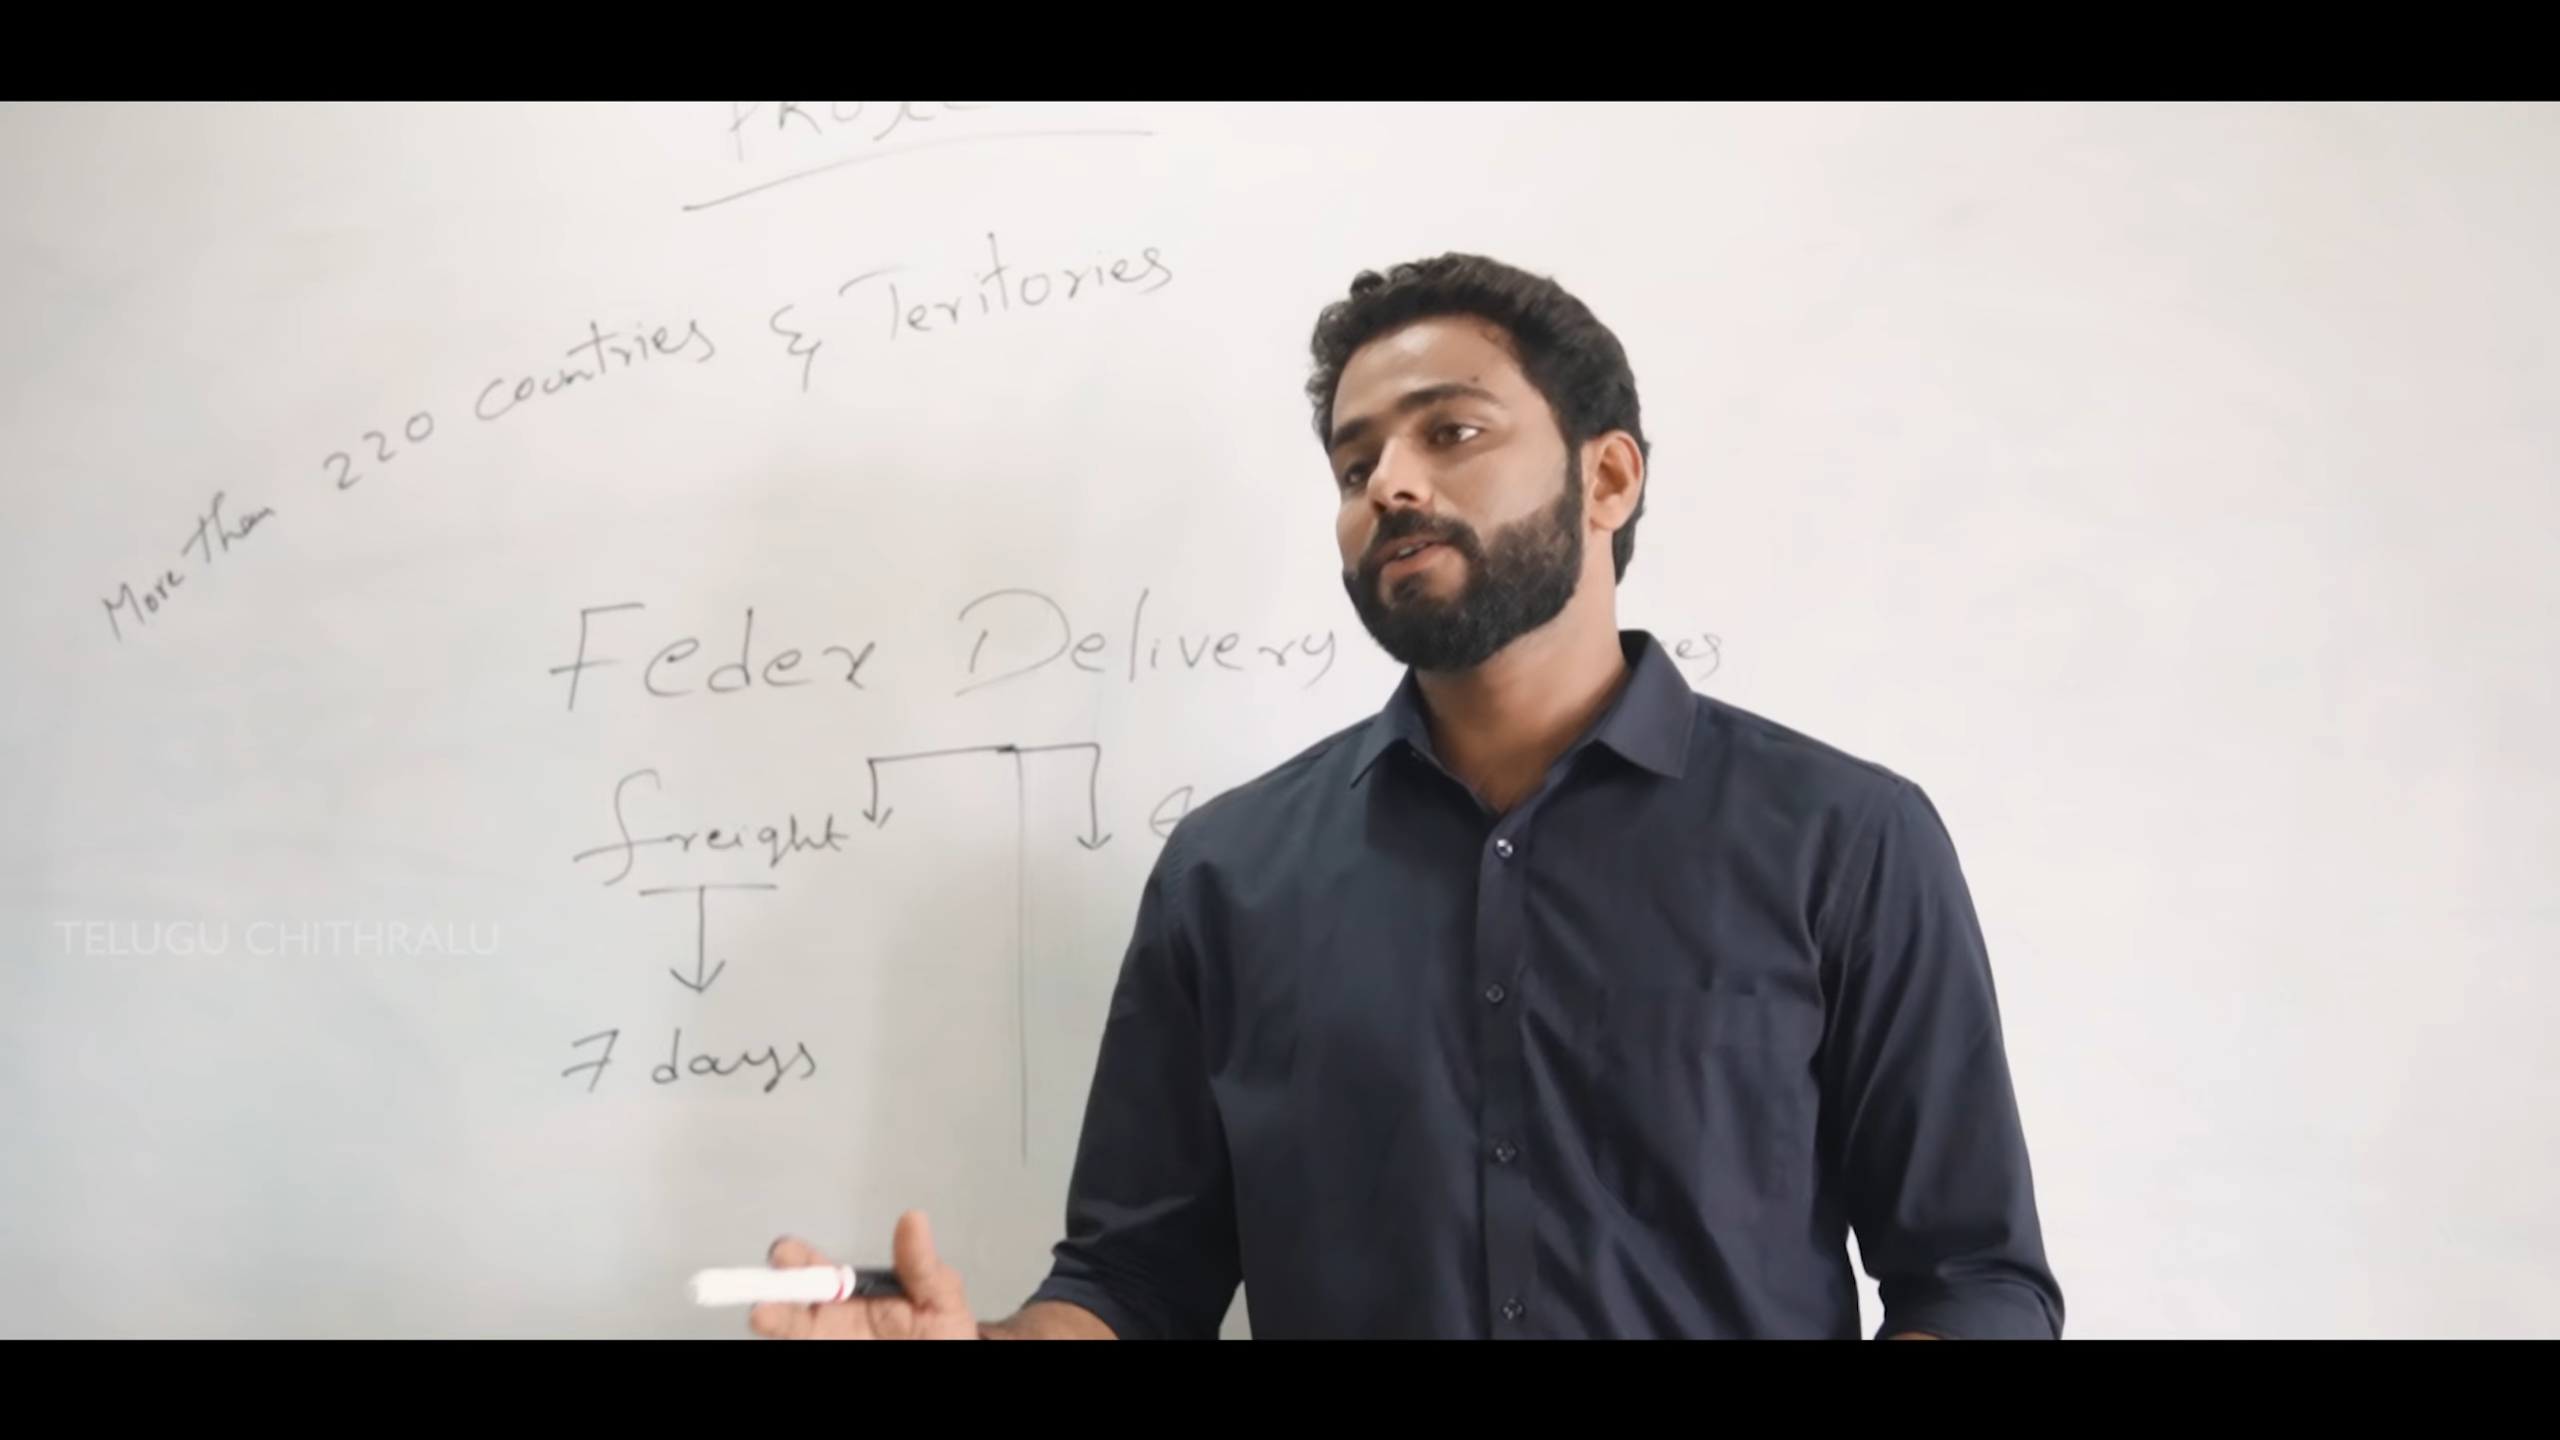 More than 220 countries & Teritories
Fedex Delivery
freight
7 days
TELUGU CHITHRALU